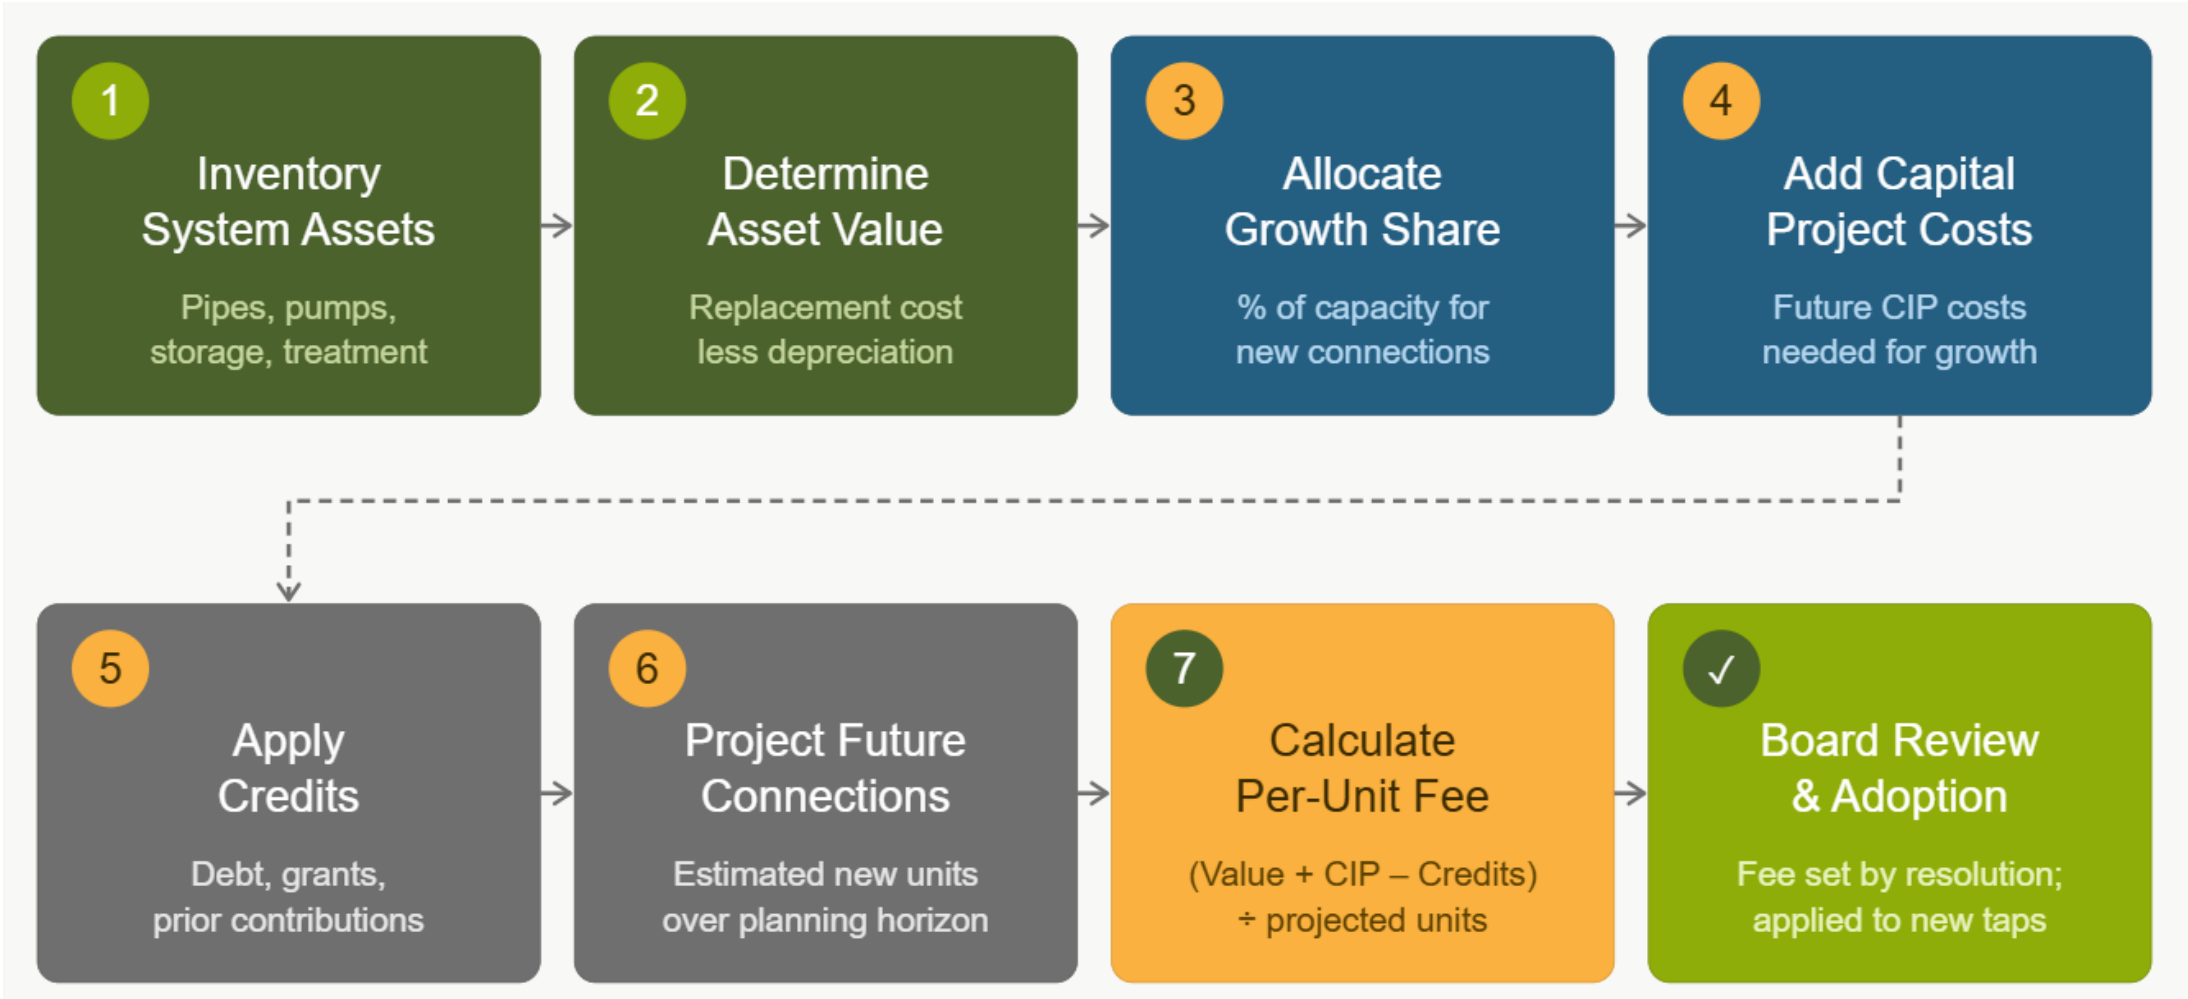 1
Inventory
System Assets
Pipes, pumps,
storage, treatment
2
Determine
Asset Value
Replacement cost
less depreciation
3
Allocate
Growth Share
% of capacity for
new connections
4
Add Capital
Project Costs
Future CIP costs
needed for growth
5
Apply
Credits
Debt, grants,
prior contributions
6
Project Future
Connections
Estimated new units
over planning horizon
7
Calculate
Per-Unit Fee
(Value + CIP – Credits)
÷ projected units
✓
Board Review
& Adoption
Fee set by resolution;
applied to new taps